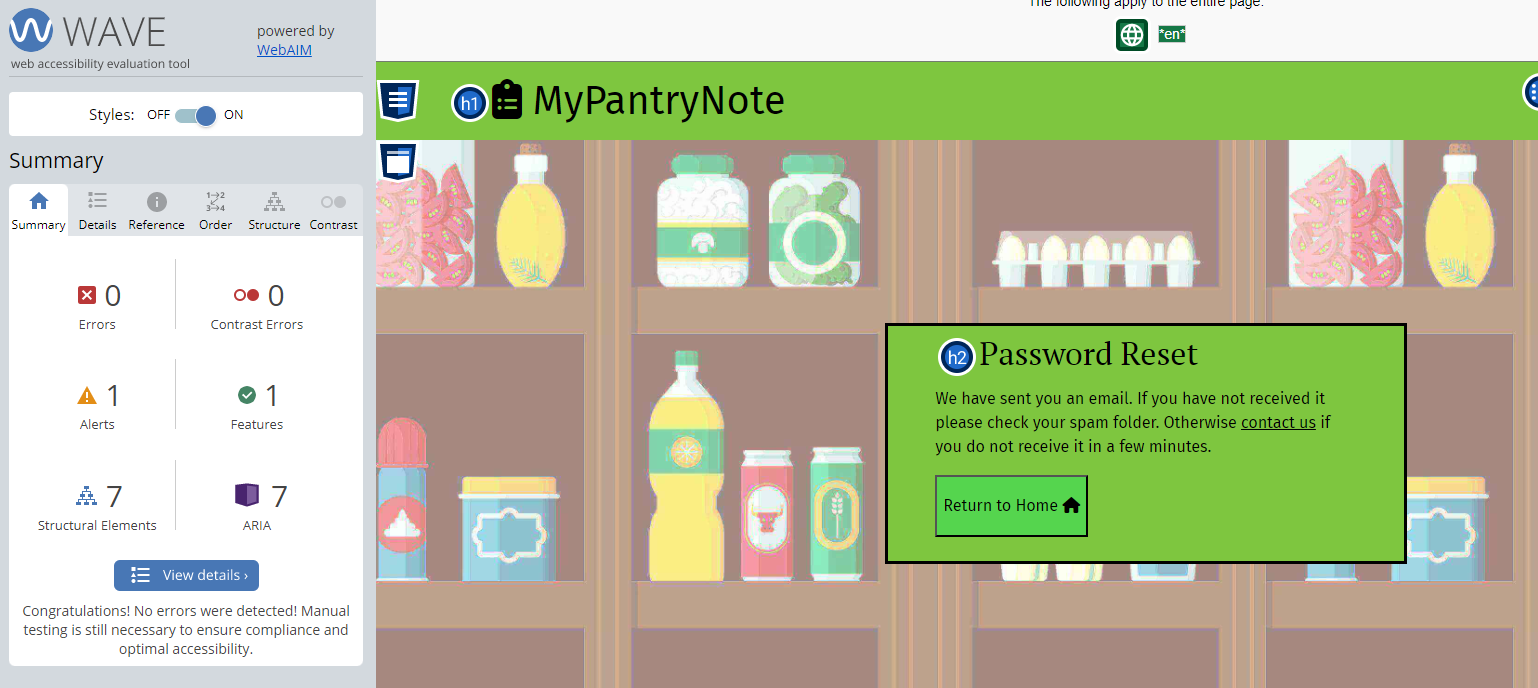 WAVE
web accessibility evaluation tool
powered by
WebAIM
Styles: OFF ON
Summary
Summary Details Reference Order Structure Contrast
0 Errors
0 Contrast Errors
1 Alerts
1 Features
7 Structural Elements
7 ARIA
View details ›
Congratulations! No errors were detected! Manual
testing is still necessary to ensure compliance and
optimal accessibility.
The following apply to the entire page:
*en*
h1 MyPantryNote
h2 Password Reset
We have sent you an email. If you have not received it
please check your spam folder. Otherwise contact us if
you do not receive it in a few minutes.
Return to Home